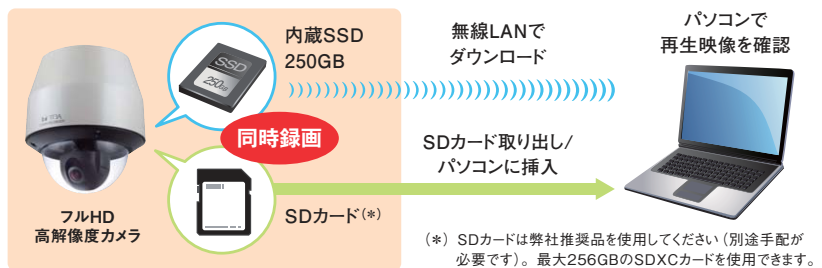 内蔵SSD
250GB
SSD
250GB
無線LANで
ダウンロード
パソコンで
再生映像を確認
同時録画
SDカード取り出し/
パソコンに挿入
SDカード(*)
フルHD
高解像度カメラ
(*) SDカードは弊社推奨品を使用してください(別途手配が
必要です)。最大256GBのSDXCカードを使用できます。